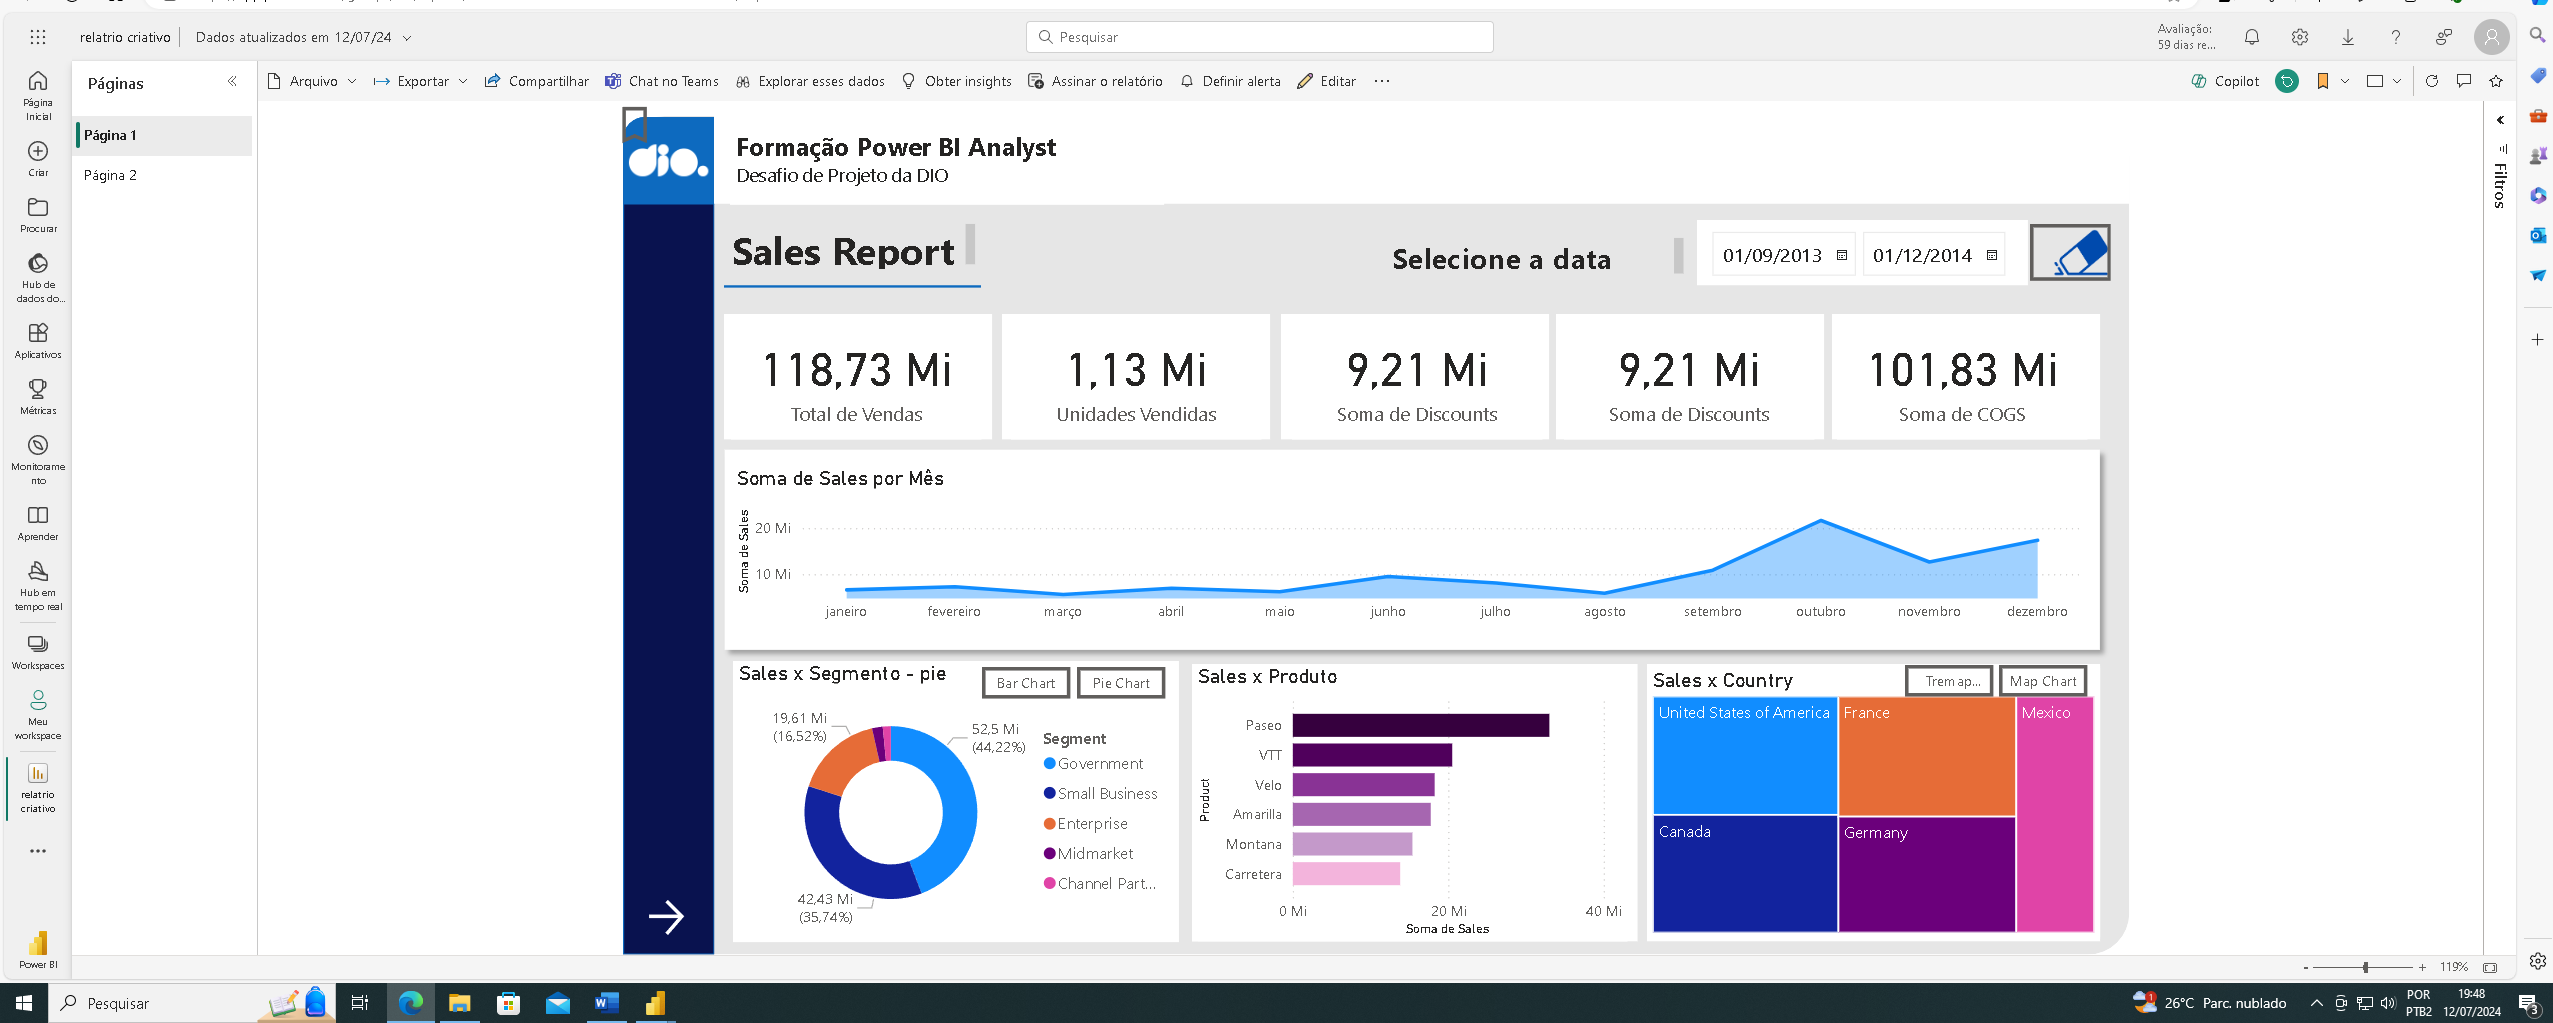 relatrio criativo
Dados atualizados em 12/07/24
Pesquisar
Avaliação:
59 dias re...
Página
Inicial
Criar
Procurar
Hub de
dados do...
Aplicativos
Métricas
Monitorame
nto
Aprender
Hub em
tempo real
Workspaces
Meu
workspace
relatrio
criativo
Power BI
Páginas
Página 1
Página 2
Arquivo
Exportar
Compartilhar
Chat no Teams
Explorar esses dados
Obter insights
Assinar o relatório
Definir alerta
Editar
Copilot
Filtros
dio.
Formação Power BI Analyst
Desafio de Projeto da DIO
Sales Report
Selecione a data
01/09/2013
01/12/2014
118,73 Mi
Total de Vendas
1,13 Mi
Unidades Vendidas
9,21 Mi
Soma de Discounts
9,21 Mi
Soma de Discounts
101,83 Mi
Soma de COGS
Soma de Sales por Mês
Soma de Sales
20 Mi
10 Mi
janeiro fevereiro março abril maio junho julho agosto setembro outubro novembro dezembro
Sales x Segmento - pie
Bar Chart
Pie Chart
19,61 Mi
(16,52%)
52,5 Mi
(44,22%)
42,43 Mi
(35,74%)
Segment
Government
Small Business
Enterprise
Midmarket
Channel Part...
Sales x Produto
Product
Paseo
VTT
Velo
Amarilla
Montana
Carretera
0 Mi 20 Mi 40 Mi
Soma de Sales
Sales x Country
Tremap...
Map Chart
United States of America
France
Mexico
Canada
Germany
- + 119%
Pesquisar
1
26°C Parc. nublado
POR
PTB2
19:48
12/07/2024
3